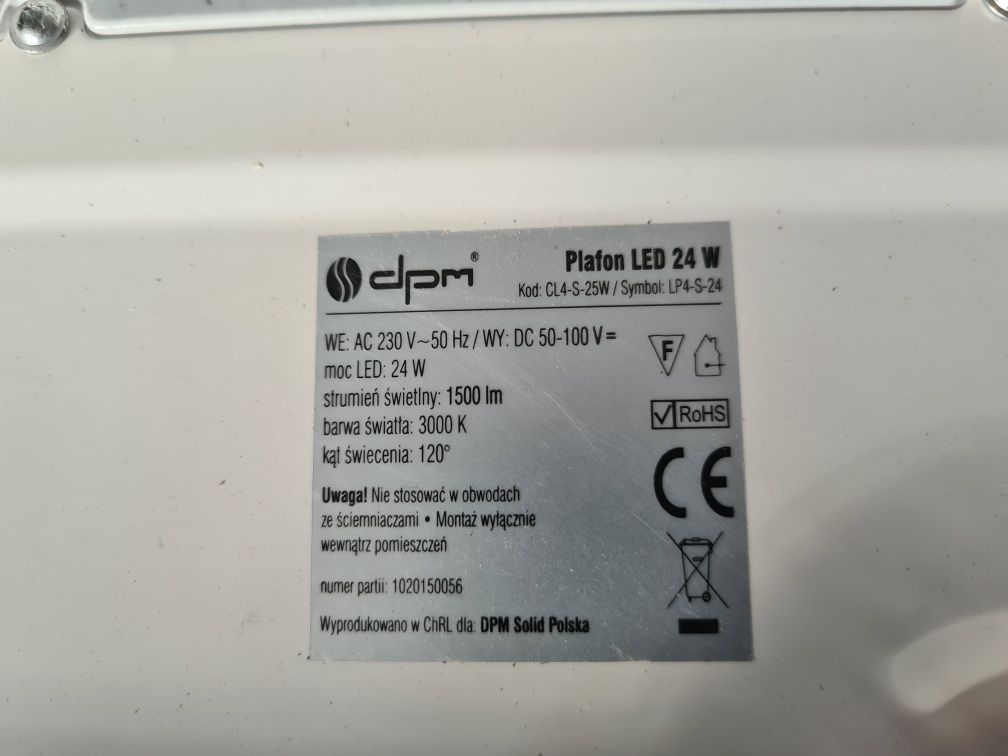 dpm®
Plafon LED 24 W
Kod: CL4-S-25W / Symbol: LP4-S-24
WE: AC 230 V~50 Hz / WY: DC 50-100 V=
moc LED: 24 W
strumień świetlny: 1500 lm
barwa światła: 3000 K
kąt świecenia: 120°
F
RoHS
CE
Uwaga! Nie stosować w obwodach
ze ściemniaczami • Montaż wyłącznie
wewnątrz pomieszczeń
numer partii: 1020150056
Wyprodukowano w ChRL dla: DPM Solid Polska